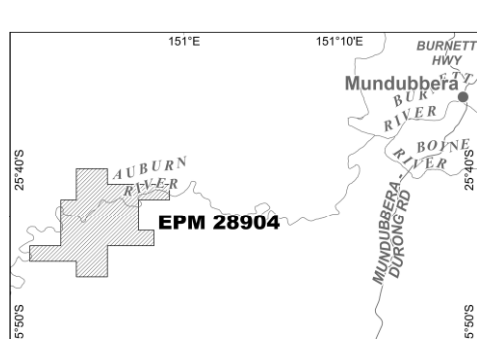 151°E
151°10'E
BURNETT
HWY
Mundubbera
BURNETT
RIVER
BOYNE
RIVER
25°40'S
25°40'S
AUBURN
RIVER
EPM 28904
MUNDUBBERA -
DURONG RD
5°50'S
5°50'S